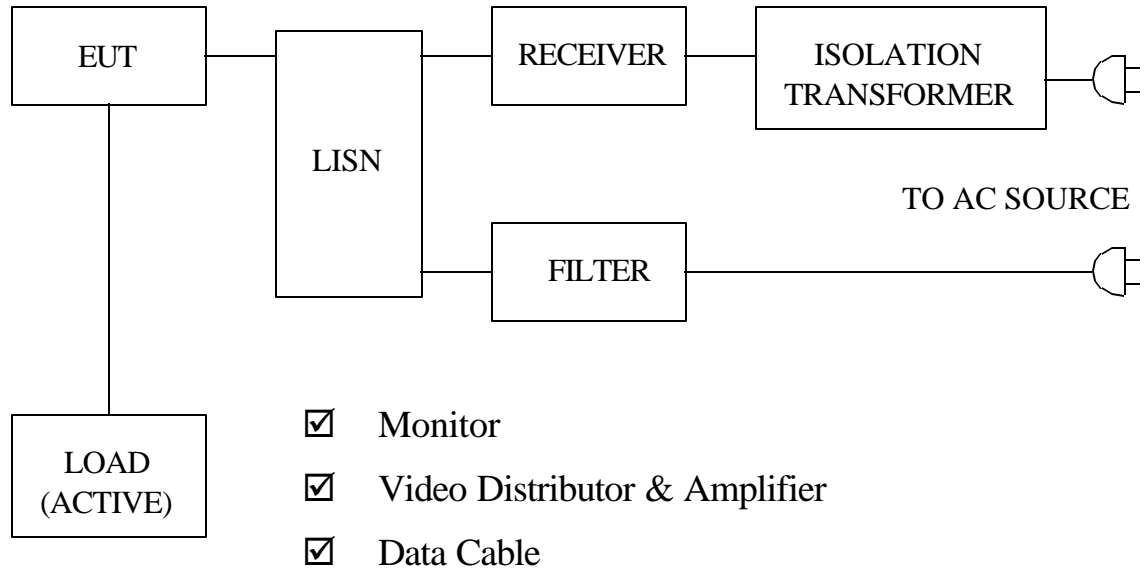 EUT
RECEIVER
ISOLATION
TRANSFORMER
LISN
TO AC SOURCE
FILTER
LOAD
(ACTIVE)
☑ Monitor
☑ Video Distributor & Amplifier
☑ Data Cable